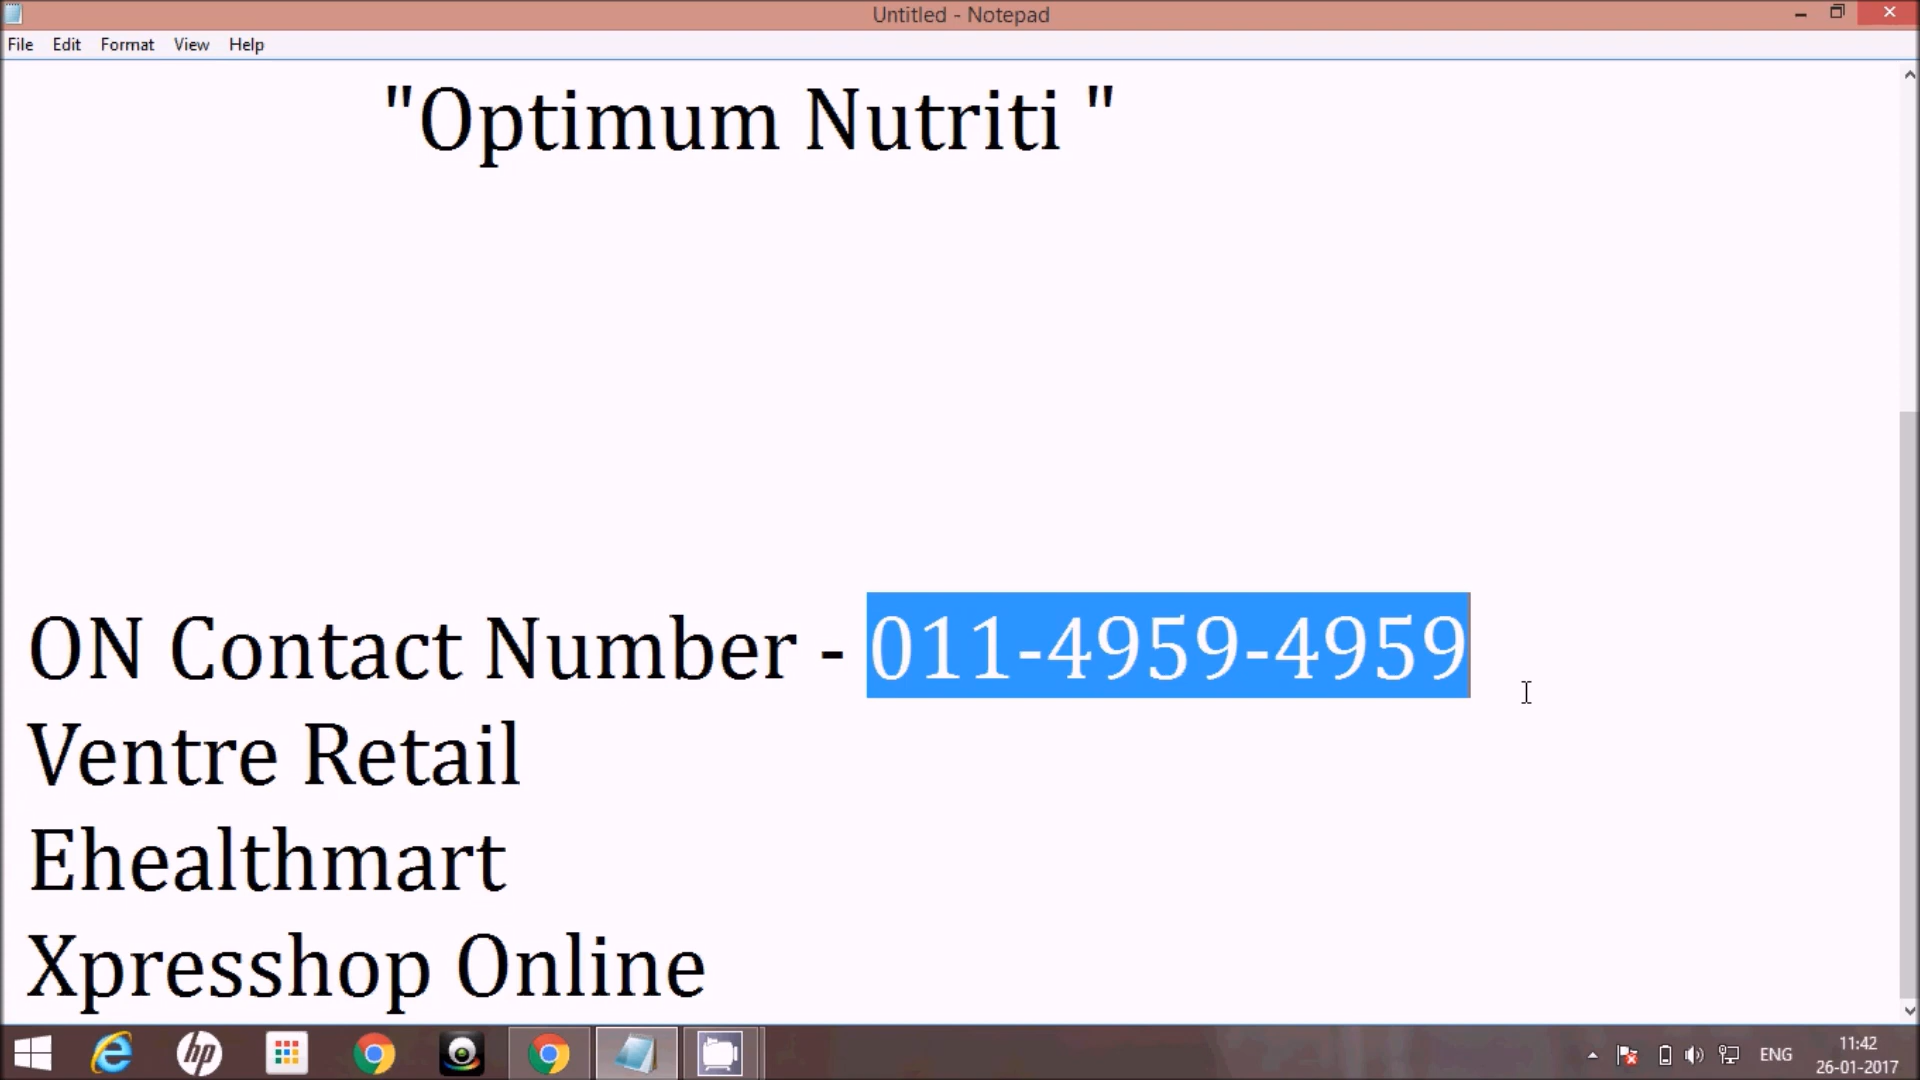 Untitled - Notepad
File Edit Format View Help
"Optimum Nutriti "
ON Contact Number - 011-4959-4959
Ventre Retail
Ehealthmart
Xpresshop Online
hp
ENG
11:42
26-01-2017